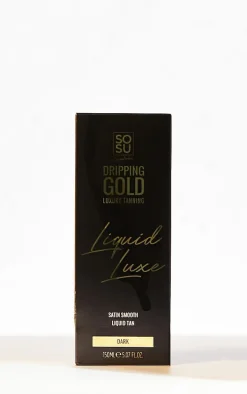 SO
SU
DRIPPING
GOLD
LUXURY TANNING
Liquid
Luxe
SATIN SMOOTH
LIQUID TAN
DARK
150ML ℮ 5.07 FL.OZ.